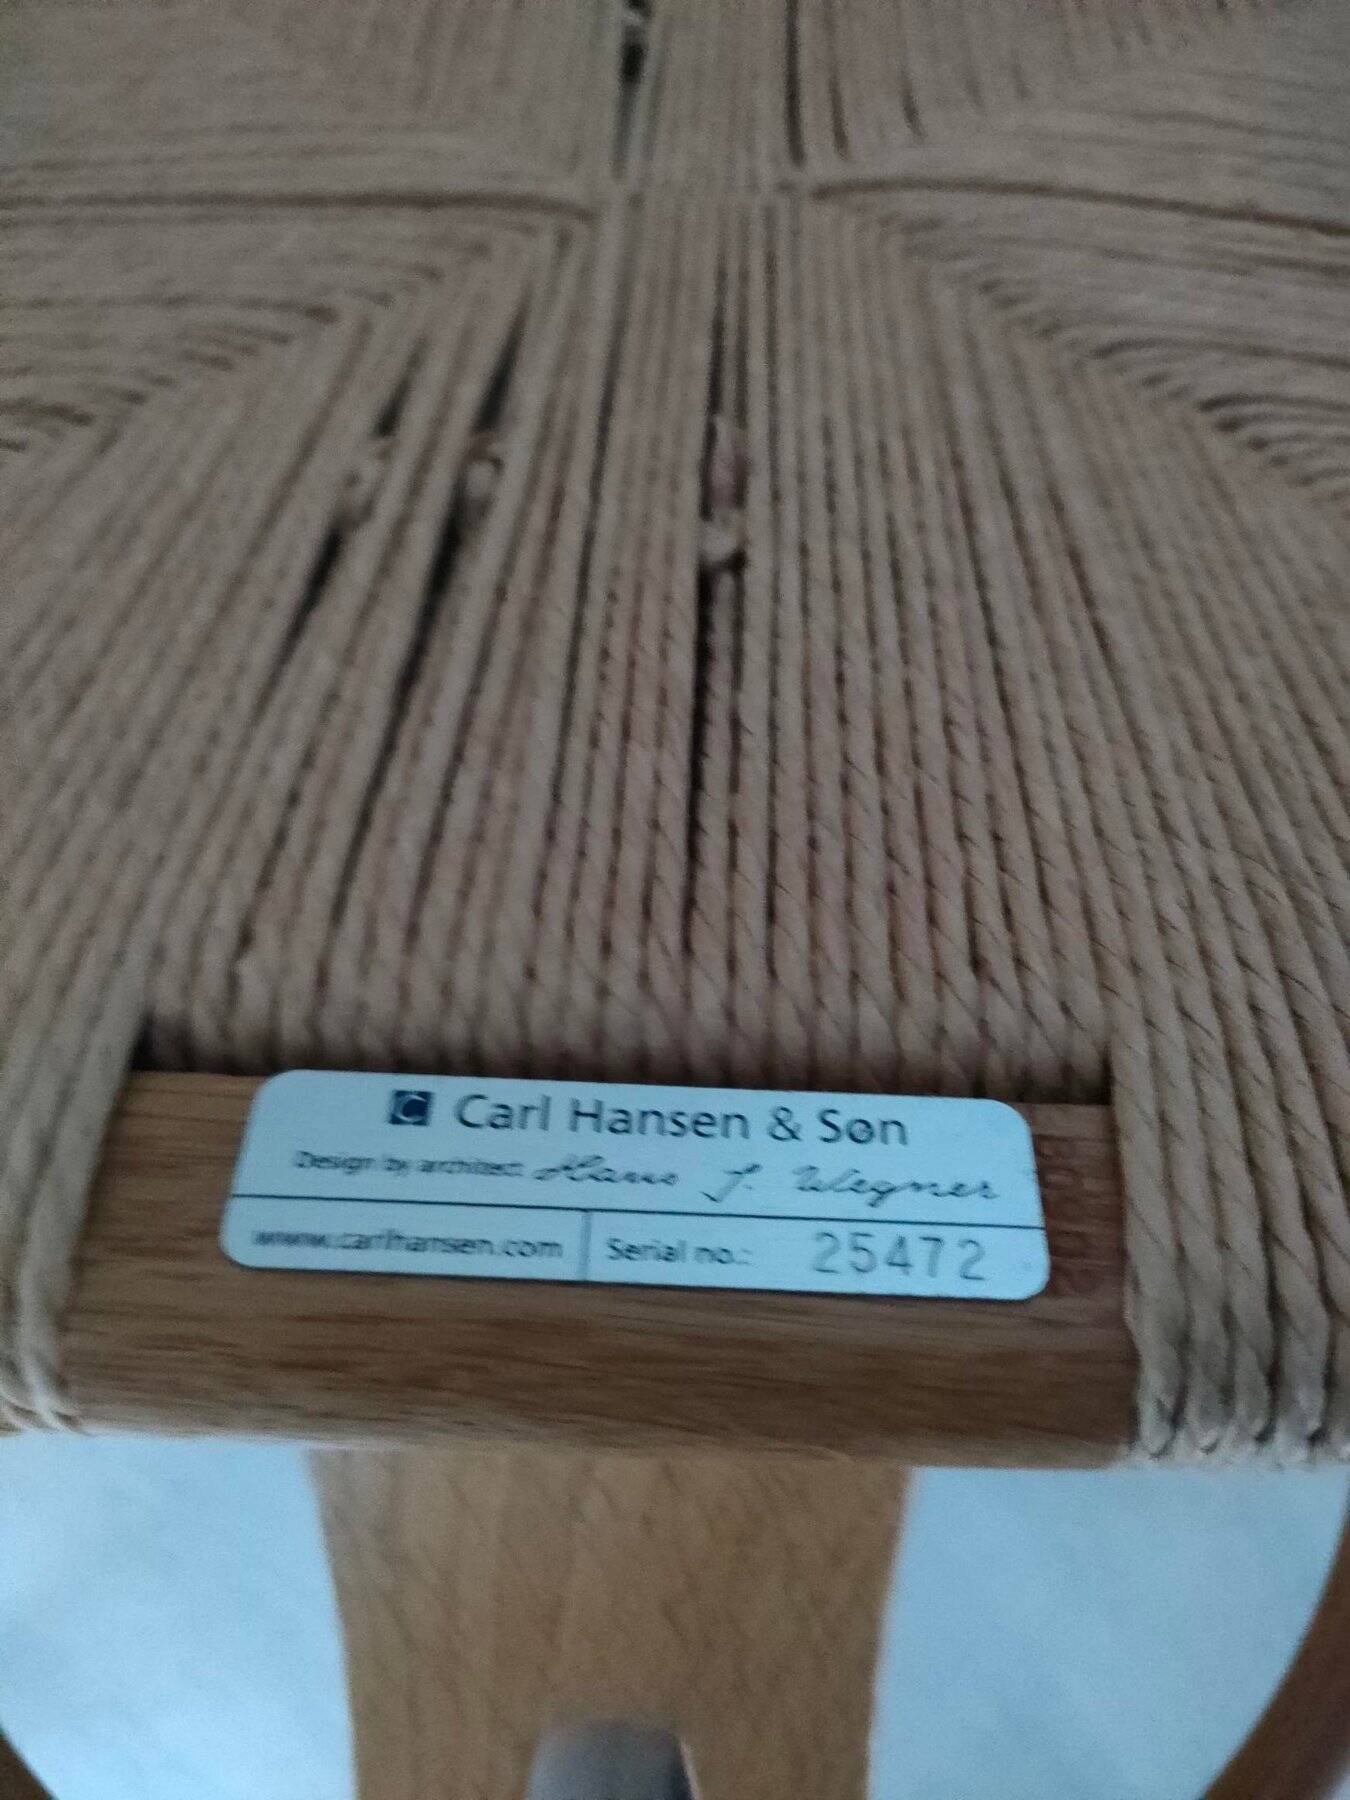 C Carl Hansen & Søn
Design by architect Hans J. Wegner
www.carlhansen.com
Serial no.: 25472